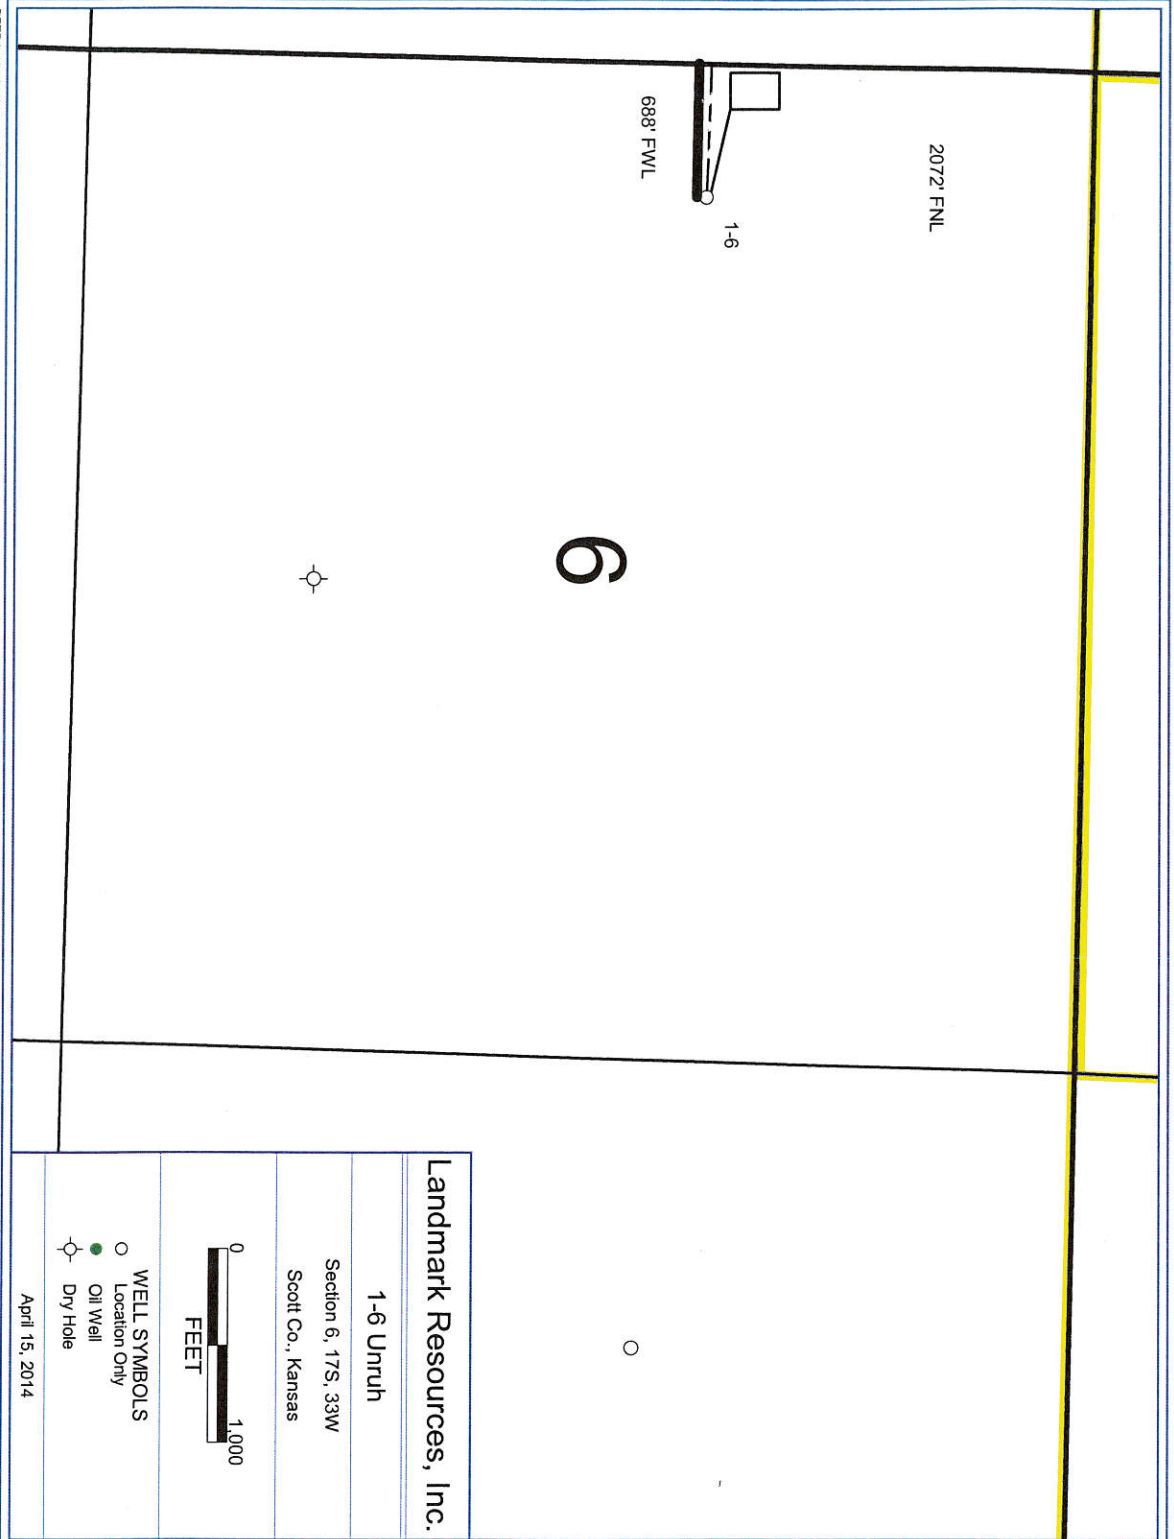 2072' FNL
1-6
688' FWL
6
Landmark Resources, Inc.
1-6 Unruh
Section 6, 17S, 33W
Scott Co., Kansas
0 1,000
FEET
WELL SYMBOLS
Location Only
Oil Well
Dry Hole
April 15, 2014